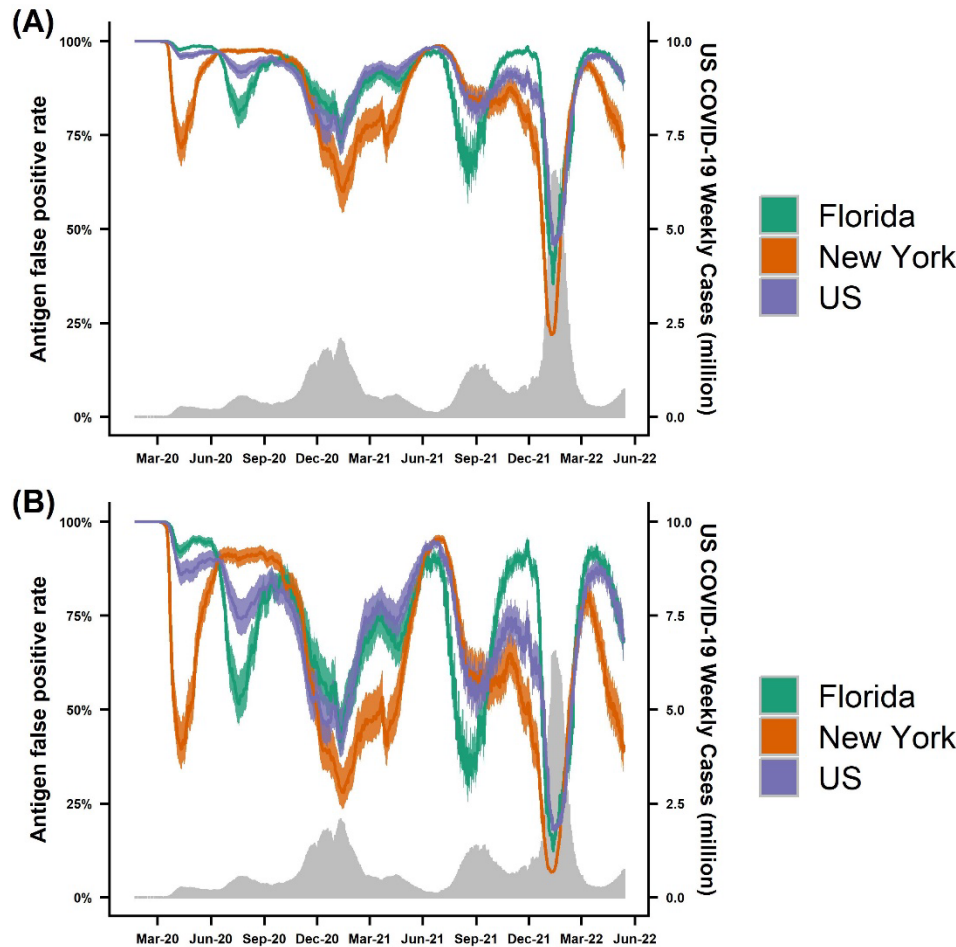 (A)
Antigen false positive rate
100%
75%
50%
25%
0%
10.0
7.5
5.0
2.5
0.0
US COVID-19 Weekly Cases (million)
Mar-20 Jun-20 Sep-20 Dec-20 Mar-21 Jun-21 Sep-21 Dec-21 Mar-22 Jun-22
Florida
New York
US
(B)
Antigen false positive rate
100%
75%
50%
25%
0%
10.0
7.5
5.0
2.5
0.0
US COVID-19 Weekly Cases (million)
Mar-20 Jun-20 Sep-20 Dec-20 Mar-21 Jun-21 Sep-21 Dec-21 Mar-22 Jun-22
Florida
New York
US